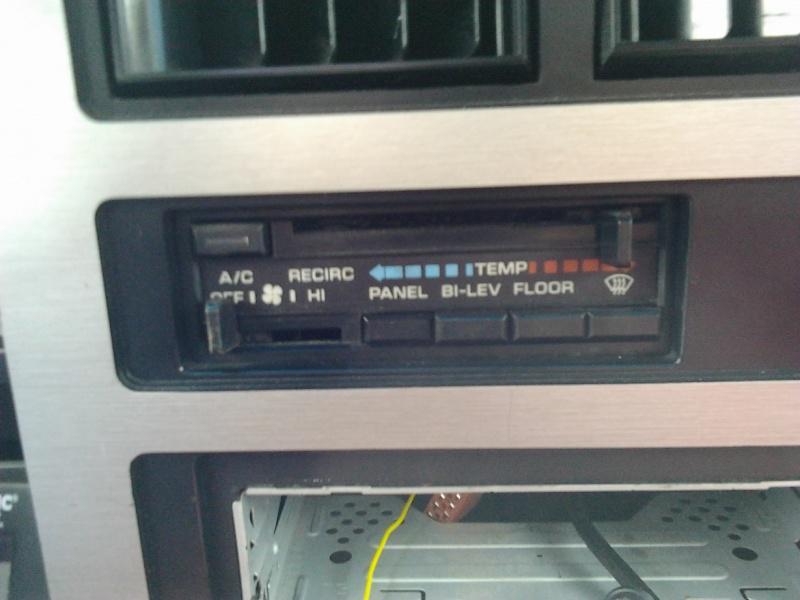 A/C RECIRC TEMP
OFF HI PANEL BI-LEV FLOOR